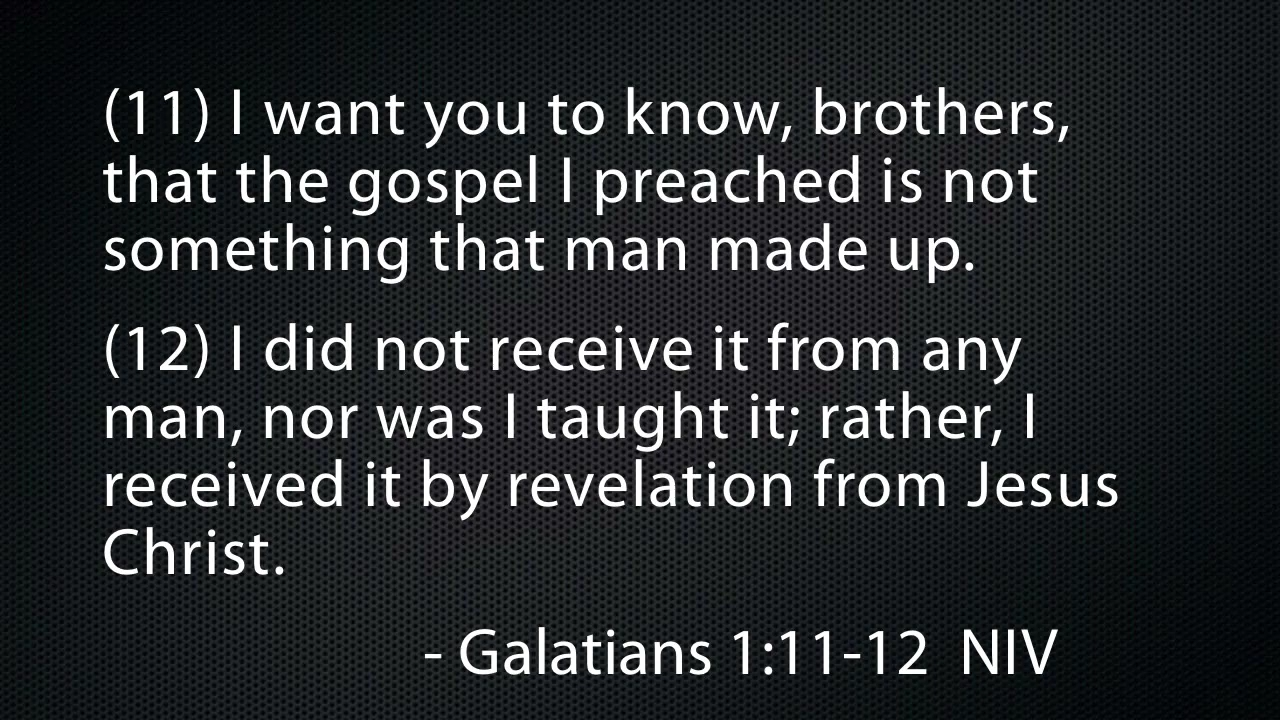 (11) I want you to know, brothers,
that the gospel I preached is not
something that man made up.
(12) I did not receive it from any
man, nor was I taught it; rather, I
received it by revelation from Jesus
Christ.
- Galatians 1:11-12  NIV